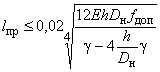 lпр ≤ 0,02 ⁴√(12EhDнfдоп / (γ − 4 (h/Dн) γ))